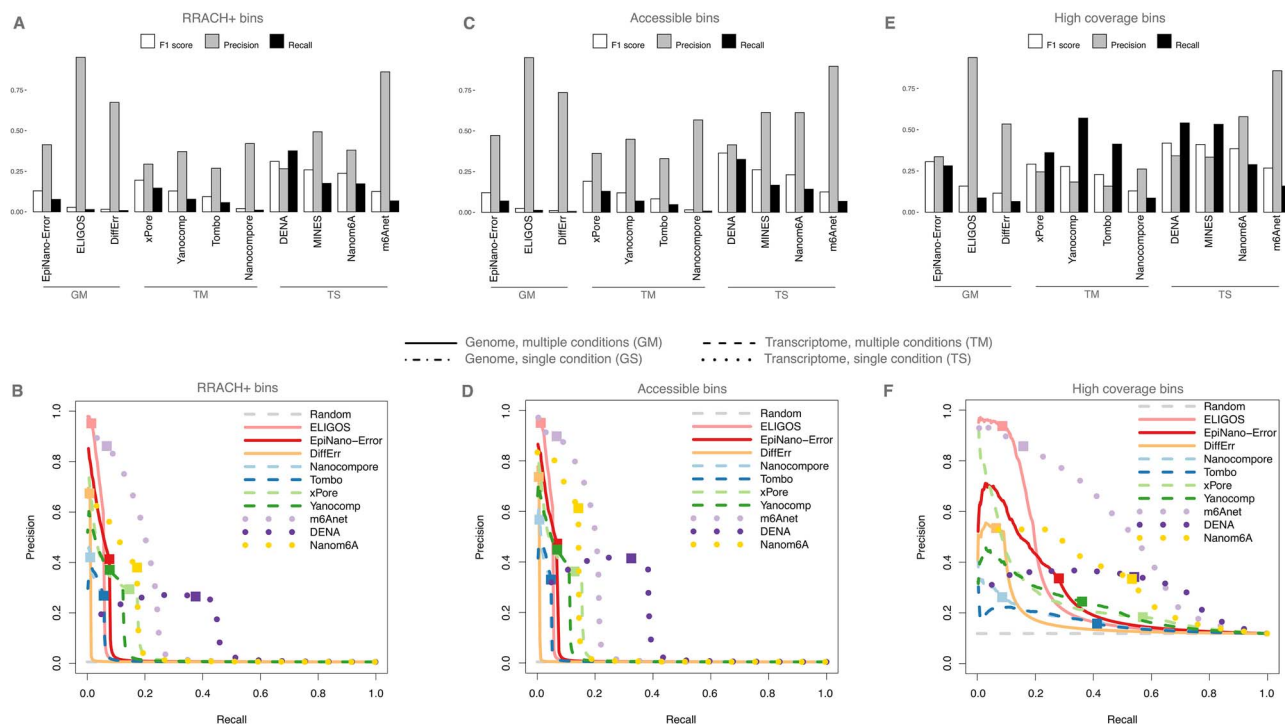 A
RRACH+ bins
F1 score Precision Recall
0.75
0.50
0.25
0.00
EpiNano-Error
ELIGOS
DiffErr
xPore
Yanocomp
Tombo
Nanocompore
DENA
MINES
Nanom6A
m6Anet
GM TM TS
C
Accessible bins
F1 score Precision Recall
0.75
0.50
0.25
0.00
EpiNano-Error
ELIGOS
DiffErr
xPore
Yanocomp
Tombo
Nanocompore
DENA
MINES
Nanom6A
m6Anet
GM TM TS
E
High coverage bins
F1 score Precision Recall
0.75
0.50
0.25
0.00
EpiNano-Error
ELIGOS
DiffErr
xPore
Yanocomp
Tombo
Nanocompore
DENA
MINES
Nanom6A
m6Anet
GM TM TS
Genome, multiple conditions (GM) Transcriptome, multiple conditions (TM)
Genome, single condition (GS) Transcriptome, single condition (TS)
B
RRACH+ bins
Precision
1.0
0.8
0.6
0.4
0.2
0.0
Random
ELIGOS
EpiNano-Error
DiffErr
Nanocompore
Tombo
xPore
Yanocomp
m6Anet
DENA
Nanom6A
0.0 0.2 0.4 0.6 0.8 1.0
Recall
D
Accessible bins
Precision
1.0
0.8
0.6
0.4
0.2
0.0
Random
ELIGOS
EpiNano-Error
DiffErr
Nanocompore
Tombo
xPore
Yanocomp
m6Anet
DENA
Nanom6A
0.0 0.2 0.4 0.6 0.8 1.0
Recall
F
High coverage bins
Precision
1.0
0.8
0.6
0.4
0.2
0.0
Random
ELIGOS
EpiNano-Error
DiffErr
Nanocompore
Tombo
xPore
Yanocomp
m6Anet
DENA
Nanom6A
0.0 0.2 0.4 0.6 0.8 1.0
Recall